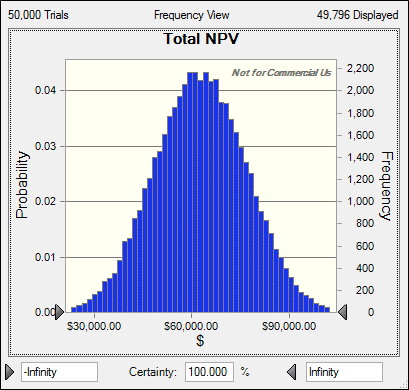 50,000 Trials Frequency View 49,796 Displayed
Total NPV
Not for Commercial Us
Probability
0.04
0.03
0.02
0.01
0.00
2,200
2,000
1,800
1,600
1,400
1,200
1,000
800
600
400
200
0
Frequency
$30,000.00 $60,000.00 $90,000.00
$
-Infinity Certainty: 100.000 % Infinity